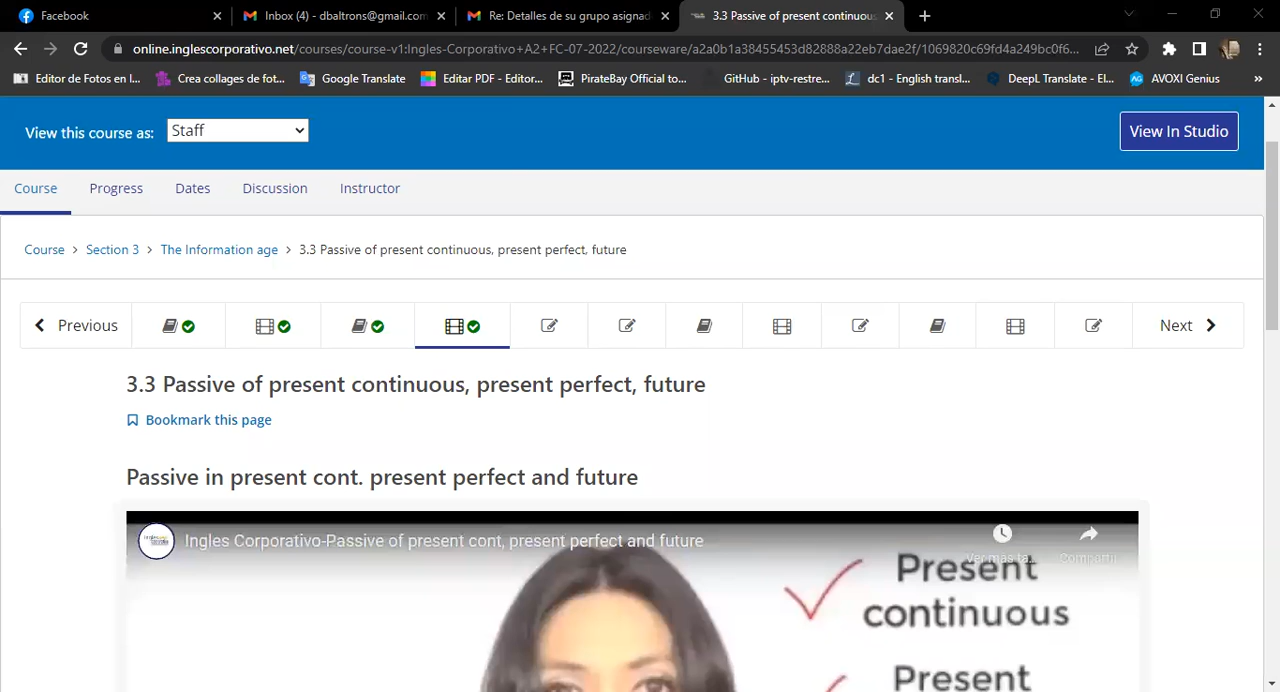 Facebook
Inbox (4) - dbaltrons@gmail.com
Re: Detalles de su grupo asignad
3.3 Passive of present continuous
online.inglescorporativo.net/courses/course-v1:Ingles-Corporativo+A2+FC-07-2022/courseware/a2a0b1a38455453d82888a22eb7dae2f/1069820c69fd4a249bc0f6...
Editor de Fotos en l...
Crea collages de fot...
Google Translate
Editar PDF - Editor...
PirateBay Official to...
GitHub - iptv-restre...
dc1 - English transl...
DeepL Translate - El...
AVOXI Genius
View this course as:
Staff
View In Studio
Course
Progress
Dates
Discussion
Instructor
Course > Section 3 > The Information age > 3.3 Passive of present continuous, present perfect, future
Previous
Next
3.3 Passive of present continuous, present perfect, future
Bookmark this page
Passive in present cont. present perfect and future
Ingles Corporativo-Passive of present cont, present perfect and future
Ver más ta...
Compartir
Present
continuous
Present